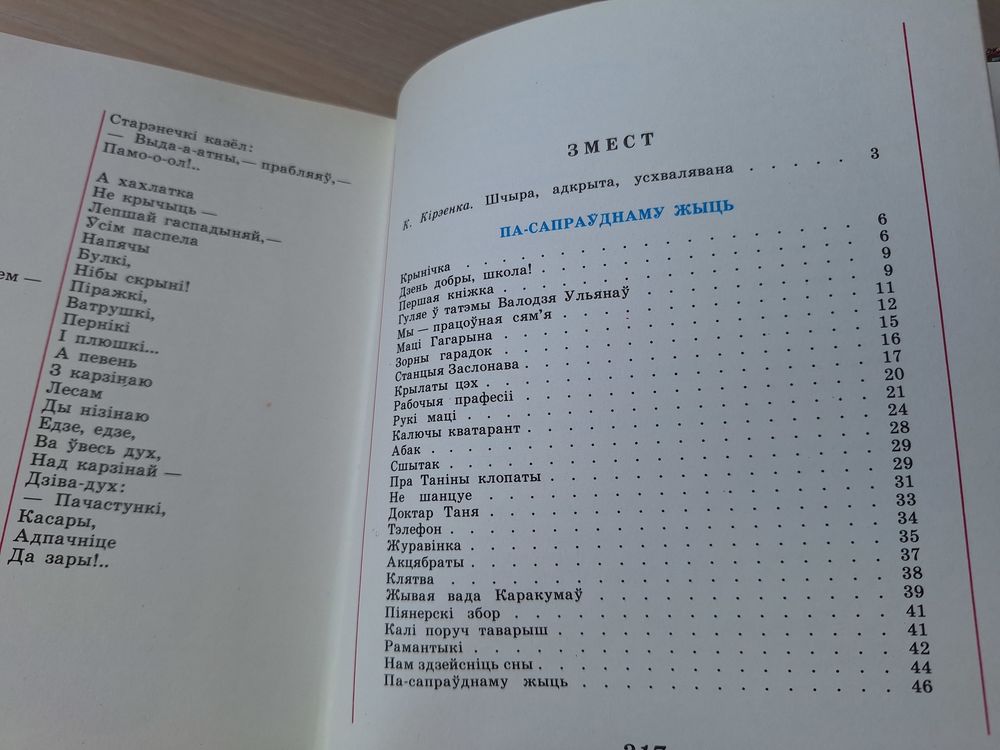 ем —
Старэнечкі казёл:
— Выда-а-атны, — прабляяў, —
Памо-о-ол!..
А хахлатка
Не крычыць —
Лепшай гаспадыняй, —
Усім паспела
Напячы
Булкі,
Нібы скрыні!
Піражкі,
Ватрушкі,
Пернікі
І плюшкі...
А певень
З карзінаю
Лесам
Ды нізінаю
Едзе, едзе,
Ва ўвесь дух,
Над карзінай —
Дзіва-дух:
— Пачастункі,
Касары,
Адпачніце
Да зары!..
ЗМЕСТ
К. Кірэенка. Шчыра, адкрыта, усхвалявана . . . . . 3
ПА-САПРАЎДНАМУ ЖЫЦЬ
Крынічка . . . . . . . . . . . . . 6
Дзень добры, школа! . . . . . . . . . . . 6
Першая кніжка . . . . . . . . . . . . 9
Гуляе ў татэмы Валодзя Ульянаў . . . . . . . . 9
Мы — працоўная сям’я . . . . . . . . . . 11
Маці Гагарына . . . . . . . . . . . . 12
Зорны гарадок . . . . . . . . . . . . 15
Станцыя Заслонава . . . . . . . . . . . 16
Крылаты цэх . . . . . . . . . . . . . 17
Рабочыя прафесіі . . . . . . . . . . . 20
Рукі маці . . . . . . . . . . . . . 21
Калючы кватарант . . . . . . . . . . . 24
Абак . . . . . . . . . . . . . . 28
Сшытак . . . . . . . . . . . . . . 29
Пра Таніны клопаты . . . . . . . . . . 29
Не шанцуе . . . . . . . . . . . . . 31
Доктар Таня . . . . . . . . . . . . . 33
Тэлефон . . . . . . . . . . . . . . 34
Журавінка . . . . . . . . . . . . . 35
Акцябраты . . . . . . . . . . . . . 37
Клятва . . . . . . . . . . . . . . 38
Жывая вада Каракумаў . . . . . . . . . . 39
Піянерскі збор . . . . . . . . . . . . 41
Калі поруч таварыш . . . . . . . . . . . 41
Рамантыкі . . . . . . . . . . . . . 42
Нам здзейсніць сны . . . . . . . . . . . 44
Па-сапраўднаму жыць . . . . . . . . . . 46
217